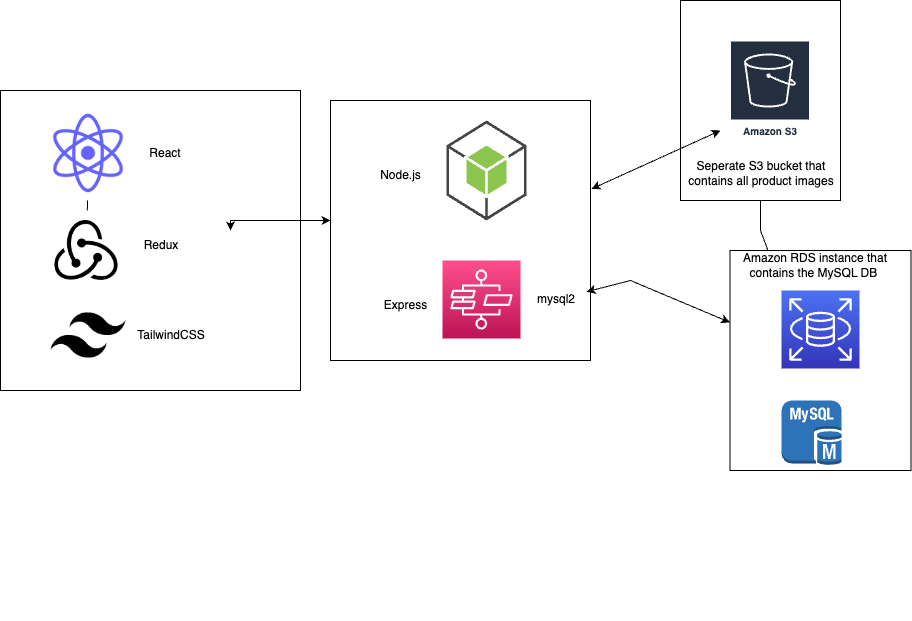 React
Redux
TailwindCSS
Node.js
Express
mysql2
Amazon S3
Seperate S3 bucket that
contains all product images
Amazon RDS instance that
contains the MySQL DB
MySQL
M